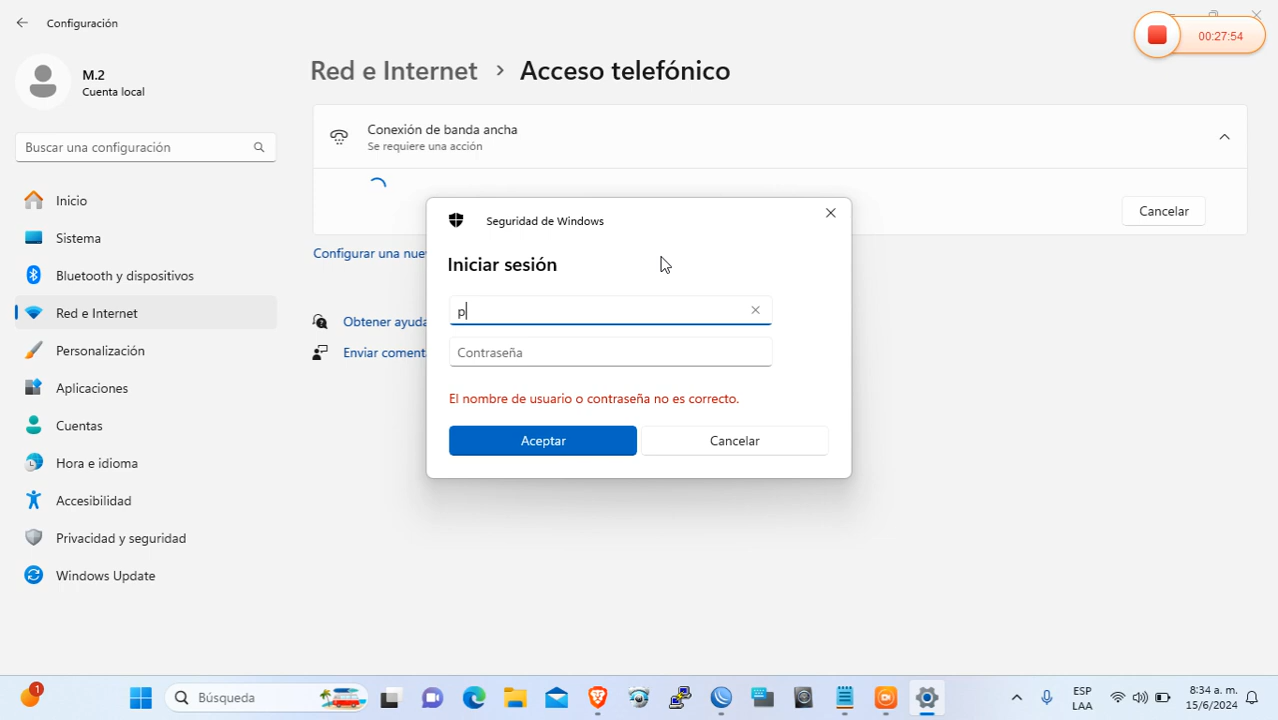 Configuración
00:27:54
M.2
Cuenta local
Buscar una configuración
Inicio
Sistema
Bluetooth y dispositivos
Red e Internet
Personalización
Aplicaciones
Cuentas
Hora e idioma
Accesibilidad
Privacidad y seguridad
Windows Update
Red e Internet > Acceso telefónico
Conexión de banda ancha
Se requiere una acción
Cancelar
Configurar una nue
Obtener ayuda
Enviar coment
Seguridad de Windows
Iniciar sesión
p
Contraseña
El nombre de usuario o contraseña no es correcto.
Aceptar
Cancelar
1
Búsqueda
ESP
LAA
8:34 a. m.
15/6/2024